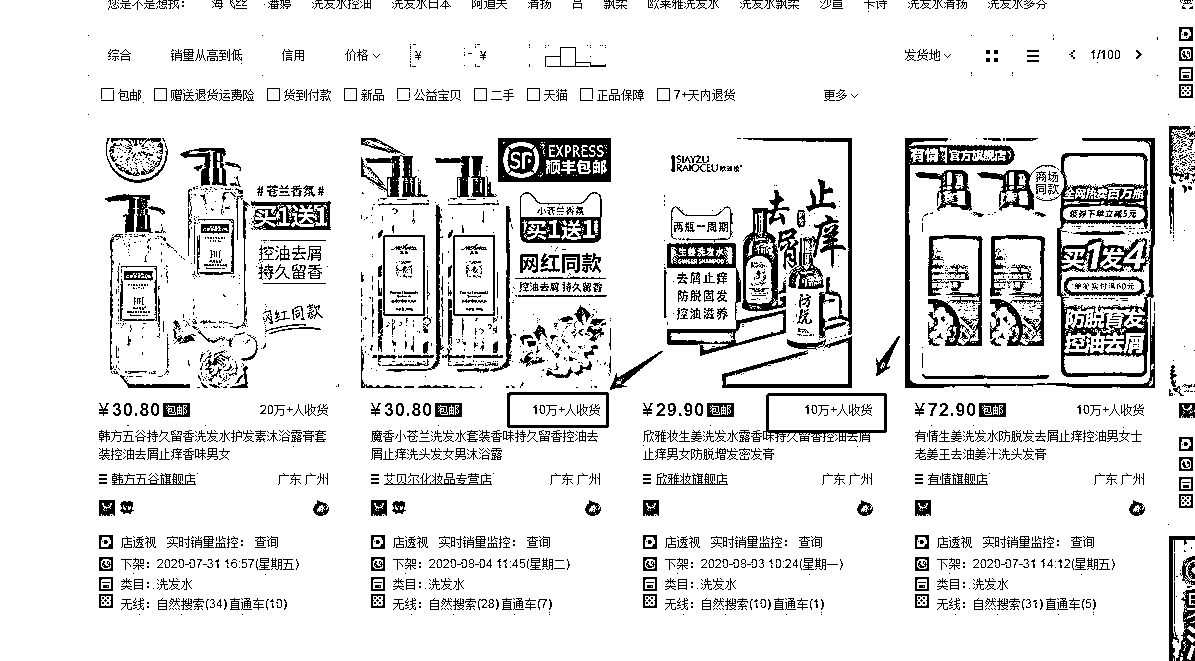 您是不是想找： 海飞丝 潘婷 洗发水控油 洗发水日本 阿道夫 清扬 吕 飘柔 欧莱雅洗发水 洗发水飘柔 沙宣 卡诗 洗发水清扬 洗发水多芬
综合 销量从高到低 信用 价格 ¥ - ¥ 发货地 < 1/100 >
包邮 赠送退货运费险 货到付款 新品 公益宝贝 二手 天猫 正品保障 7+天内退货 更多
# 苍兰香氛 #
买1送1
控油去屑
持久留香
网红同款
SF EXPRESS
顺丰包邮
小苍兰香氛
买1送1
网红同款
控油去屑 持久留香
SIAYZU
RAIOCEU
去屑
止痒
两瓶一周期
去屑止痒
防脱固发
控油滋养
防脱
有情 官方旗舰店
商场
同款
买1发4
防脱育发
控油去屑
¥30.80 包邮 20万+人收货
韩方五谷持久留香洗发水护发素沐浴露膏套
装控油去屑止痒香味男女
韩方五谷旗舰店 广东 广州
店透视 实时销量监控： 查询
下架：2020-07-31 16:57(星期五)
类目：洗发水
无线：自然搜索(34)直通车(10)
¥30.80 包邮 10万+人收货
魔香小苍兰洗发水套装香味持久留香控油去
屑止痒洗头发女男沐浴露
艾贝尔化妆品专营店 广东 广州
店透视 实时销量监控： 查询
下架：2020-08-04 11:45(星期二)
类目：洗发水
无线：自然搜索(28)直通车(7)
¥29.90 包邮 10万+人收货
欣雅妆生姜洗发水露香味持久留香控油去屑
止痒男女防脱增发密发膏
欣雅妆旗舰店 广东 广州
店透视 实时销量监控： 查询
下架：2020-08-03 10:24(星期一)
类目：洗发水
无线：自然搜索(10)直通车(1)
¥72.90 包邮 10万+人收货
有情生姜洗发水防脱发去屑止痒控油男女士
老姜王去油姜汁洗头发膏
有情旗舰店 广东 广州
店透视 实时销量监控： 查询
下架：2020-07-31 14:12(星期五)
类目：洗发水
无线：自然搜索(31)直通车(5)